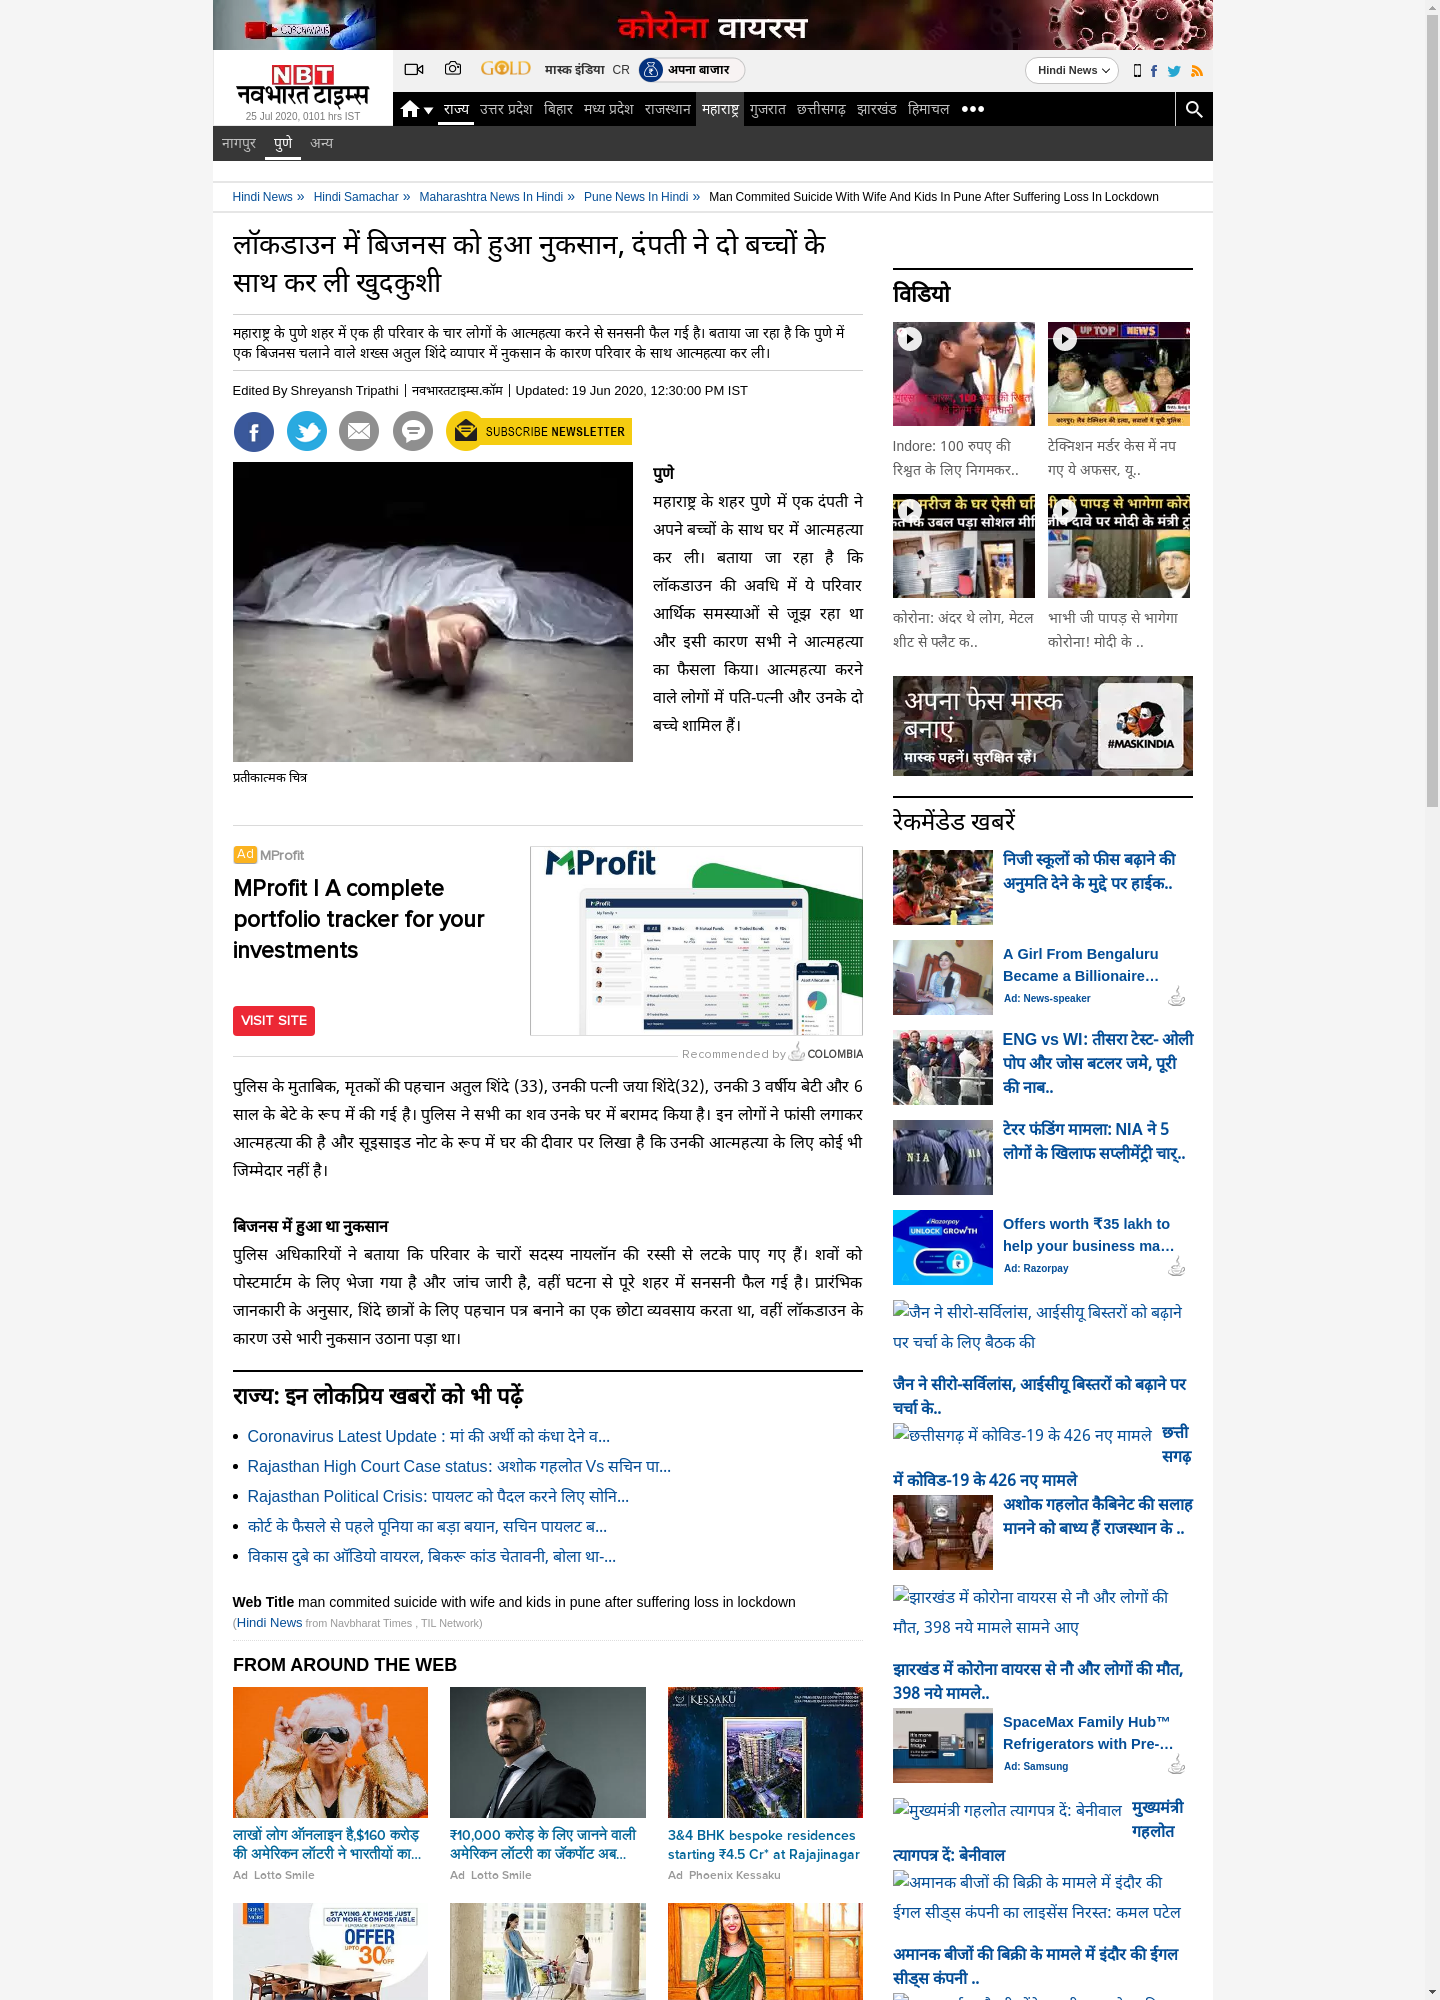 CORONAVIRUS
कोरोना वायरस
NBT
नवभारत टाइम्स
25 Jul 2020, 0101 hrs IST
GOLD
मास्क इंडिया
CR
अपना बाजार
Hindi News
राज्य
उत्तर प्रदेश
बिहार
मध्य प्रदेश
राजस्थान
महाराष्ट्र
गुजरात
छत्तीसगढ़
झारखंड
हिमाचल
नागपुर
पुणे
अन्य
Hindi News » Hindi Samachar » Maharashtra News In Hindi » Pune News In Hindi » Man Commited Suicide With Wife And Kids In Pune After Suffering Loss In Lockdown
लॉकडाउन में बिजनस को हुआ नुकसान, दंपती ने दो बच्चों के
साथ कर ली खुदकुशी
महाराष्ट्र के पुणे शहर में एक ही परिवार के चार लोगों के आत्महत्या करने से सनसनी फैल गई है। बताया जा रहा है कि पुणे में
एक बिजनस चलाने वाले शख्स अतुल शिंदे व्यापार में नुकसान के कारण परिवार के साथ आत्महत्या कर ली।
Edited By Shreyansh Tripathi | नवभारतटाइम्स.कॉम | Updated: 19 Jun 2020, 12:30:00 PM IST
SUBSCRIBE NEWSLETTER
पुणे
महाराष्ट्र के शहर पुणे में एक दंपती ने
अपने बच्चों के साथ घर में आत्महत्या
कर ली। बताया जा रहा है कि
लॉकडाउन की अवधि में ये परिवार
आर्थिक समस्याओं से जूझ रहा था
और इसी कारण सभी ने आत्महत्या
का फैसला किया। आत्महत्या करने
वाले लोगों में पति-पत्नी और उनके दो
बच्चे शामिल हैं।
प्रतीकात्मक चित्र
Ad MProfit
MProfit | A complete
portfolio tracker for your
investments
VISIT SITE
MProfit
Recommended by COLOMBIA
पुलिस के मुताबिक, मृतकों की पहचान अतुल शिंदे (33), उनकी पत्नी जया शिंदे(32), उनकी 3 वर्षीय बेटी और 6
साल के बेटे के रूप में की गई है। पुलिस ने सभी का शव उनके घर में बरामद किया है। इन लोगों ने फांसी लगाकर
आत्महत्या की है और सूइसाइड नोट के रूप में घर की दीवार पर लिखा है कि उनकी आत्महत्या के लिए कोई भी
जिम्मेदार नहीं है।
बिजनस में हुआ था नुकसान
पुलिस अधिकारियों ने बताया कि परिवार के चारों सदस्य नायलॉन की रस्सी से लटके पाए गए हैं। शवों को
पोस्टमार्टम के लिए भेजा गया है और जांच जारी है, वहीं घटना से पूरे शहर में सनसनी फैल गई है। प्रारंभिक
जानकारी के अनुसार, शिंदे छात्रों के लिए पहचान पत्र बनाने का एक छोटा व्यवसाय करता था, वहीं लॉकडाउन के
कारण उसे भारी नुकसान उठाना पड़ा था।
राज्य: इन लोकप्रिय खबरों को भी पढ़ें
Coronavirus Latest Update : मां की अर्थी को कंधा देने व...
Rajasthan High Court Case status: अशोक गहलोत Vs सचिन पा...
Rajasthan Political Crisis: पायलट को पैदल करने लिए सोनि...
कोर्ट के फैसले से पहले पूनिया का बड़ा बयान, सचिन पायलट ब...
विकास दुबे का ऑडियो वायरल, बिकरू कांड चेतावनी, बोला था-...
Web Title man commited suicide with wife and kids in pune after suffering loss in lockdown
(Hindi News from Navbharat Times , TIL Network)
FROM AROUND THE WEB
लाखों लोग ऑनलाइन है,$160 करोड़
की अमेरिकन लॉटरी ने भारतीयों का...
Ad Lotto Smile
₹10,000 करोड़ के लिए जानने वाली
अमेरिकन लॉटरी का जॅकपॉट अब...
Ad Lotto Smile
KESSAKU
3&4 BHK bespoke residences
starting ₹4.5 Cr* at Rajajinagar
Ad Phoenix Kessaku
STAYING AT HOME JUST
GOT MORE COMFORTABLE
OFFER
UPTO 30% OFF
विडियो
Indore: 100 रुपए की
रिश्वत के लिए निगमकर..
UP TOP NEWS
टेक्निशन मर्डर केस में नप
गए ये अफसर, यू..
कोरोना: अंदर थे लोग, मेटल
शीट से फ्लैट क..
भाभी जी पापड़ से भागेगा
कोरोना! मोदी के ..
अपना फेस मास्क
बनाएं
मास्क पहनें। सुरक्षित रहें।
#MASKINDIA
रेकमेंडेड खबरें
निजी स्कूलों को फीस बढ़ाने की
अनुमति देने के मुद्दे पर हाईक..
A Girl From Bengaluru
Became a Billionaire…
Ad: News-speaker
ENG vs WI: तीसरा टेस्ट- ओली
पोप और जोस बटलर जमे, पूरी
की नाब..
NIA
NIA
टेरर फंडिंग मामला: NIA ने 5
लोगों के खिलाफ सप्लीमेंट्री चार्..
Razorpay
UNLOCK GROWTH
Offers worth ₹35 lakh to
help your business ma…
Ad: Razorpay
जैन ने सीरो-सर्विलांस, आईसीयू बिस्तरों को बढ़ाने
पर चर्चा के लिए बैठक की
जैन ने सीरो-सर्विलांस, आईसीयू बिस्तरों को बढ़ाने पर
चर्चा के..
छत्तीसगढ़ में कोविड-19 के 426 नए मामले
छत्ती
सगढ़
में कोविड-19 के 426 नए मामले
अशोक गहलोत कैबिनेट की सलाह
मानने को बाध्य हैं राजस्थान के ..
झारखंड में कोरोना वायरस से नौ और लोगों की
मौत, 398 नये मामले सामने आए
झारखंड में कोरोना वायरस से नौ और लोगों की मौत,
398 नये मामले..
It's more
than a
fridge.
SpaceMax Family Hub™
Refrigerators with Pre-…
Ad: Samsung
मुख्यमंत्री गहलोत त्यागपत्र दें: बेनीवाल
मुख्यमंत्री
गहलोत
त्यागपत्र दें: बेनीवाल
अमानक बीजों की बिक्री के मामले में इंदौर की
ईगल सीड्स कंपनी का लाइसेंस निरस्त: कमल पटेल
अमानक बीजों की बिक्री के मामले में इंदौर की ईगल
सीड्स कंपनी ..